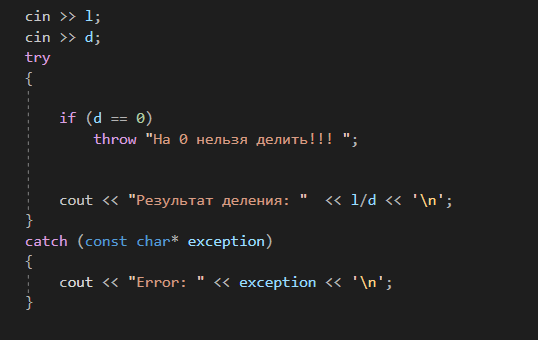 cin >> l;
cin >> d;
try
{
if (d == 0)
throw "На 0 нельзя делить!!! ";
cout << "Результат деления: "  << l/d << '\n';
}
catch (const char* exception)
{
cout << "Error: " << exception << '\n';
}